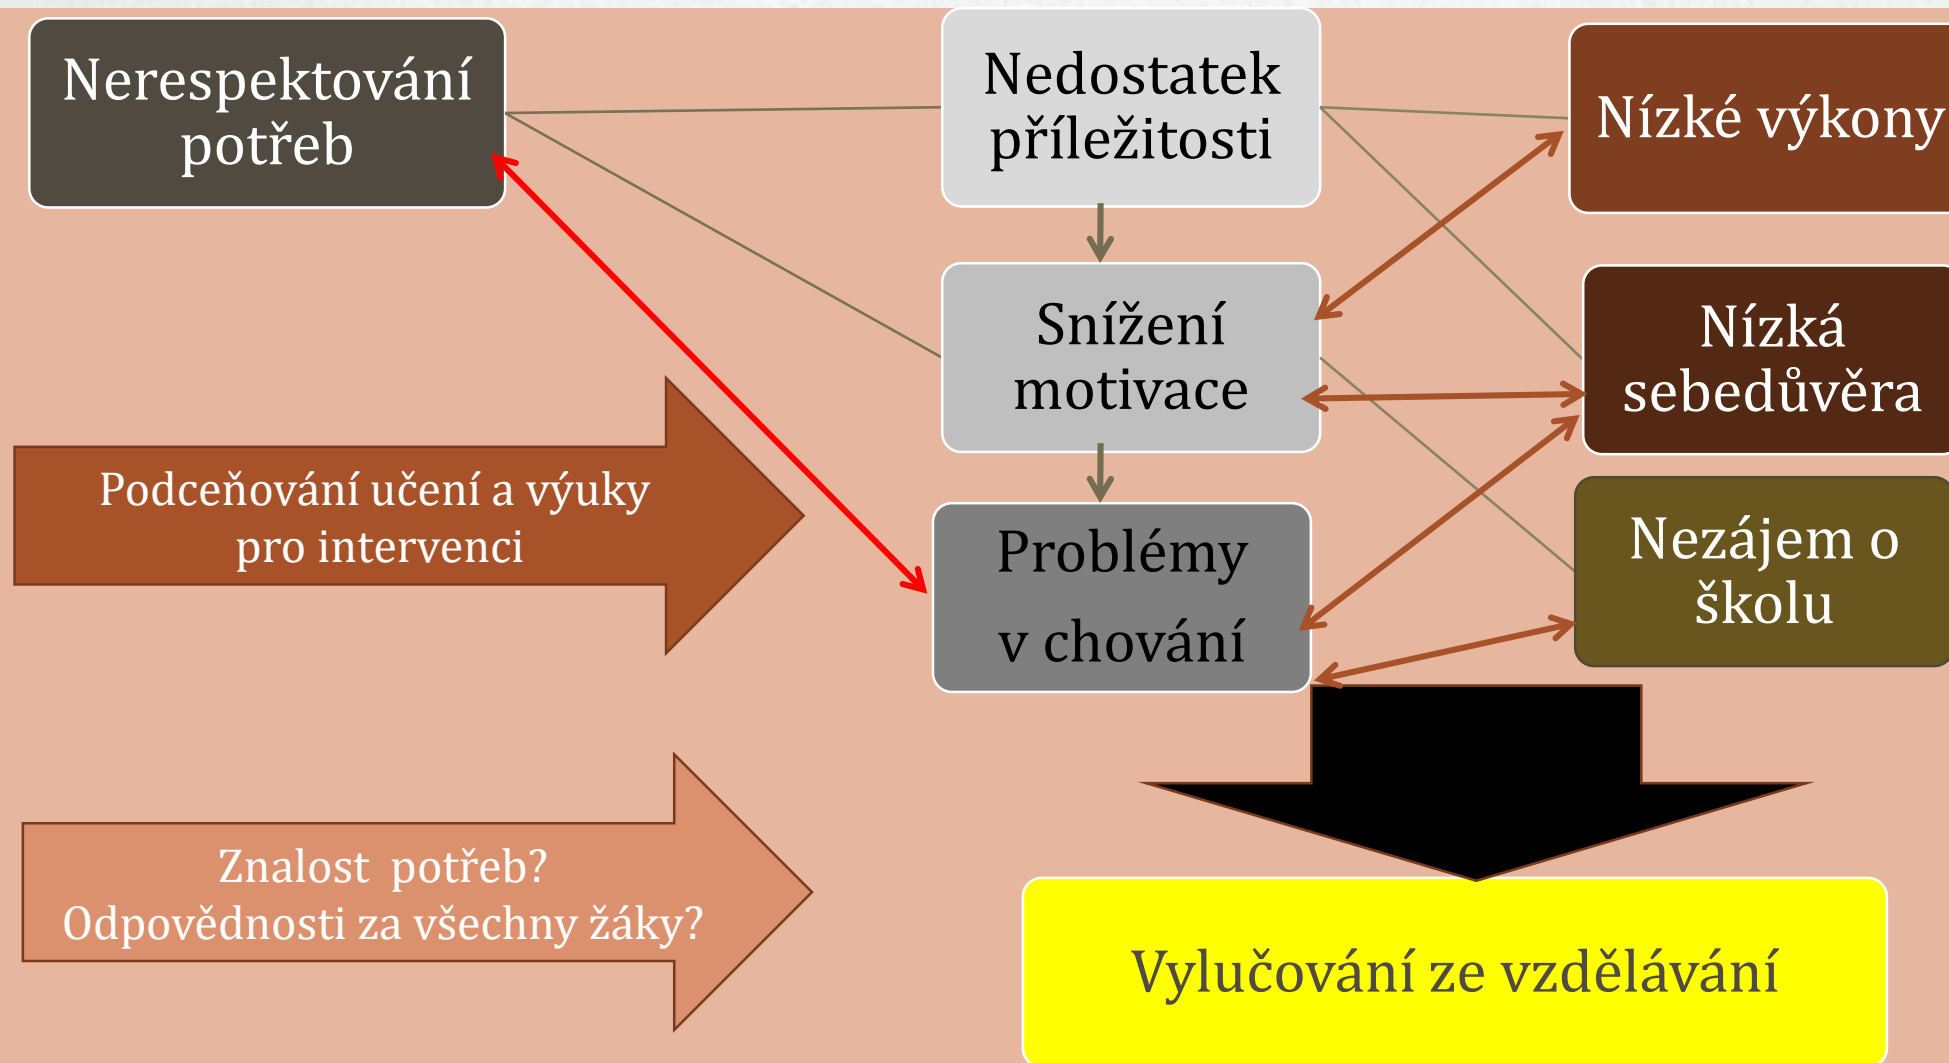 Nerespektování
potřeb
Nedostatek
příležitosti
Nízké výkony
Snížení
motivace
Nízká
sebedůvěra
Podceňování učení a výuky
pro intervenci
Problémy
v chování
Nezájem o
školu
Znalost  potřeb?
Odpovědnosti za všechny žáky?
Vylučování ze vzdělávání